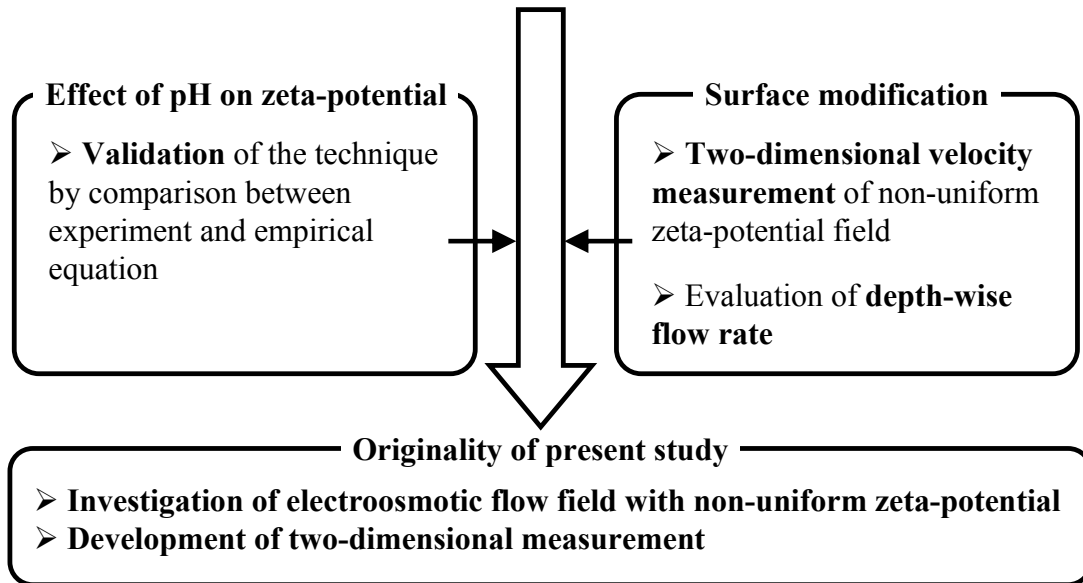 Effect of pH on zeta-potential
➢ Validation of the technique
by comparison between
experiment and empirical
equation
Surface modification
➢ Two-dimensional velocity
measurement of non-uniform
zeta-potential field
➢ Evaluation of depth-wise
flow rate
Originality of present study
➢ Investigation of electroosmotic flow field with non-uniform zeta-potential
➢ Development of two-dimensional measurement